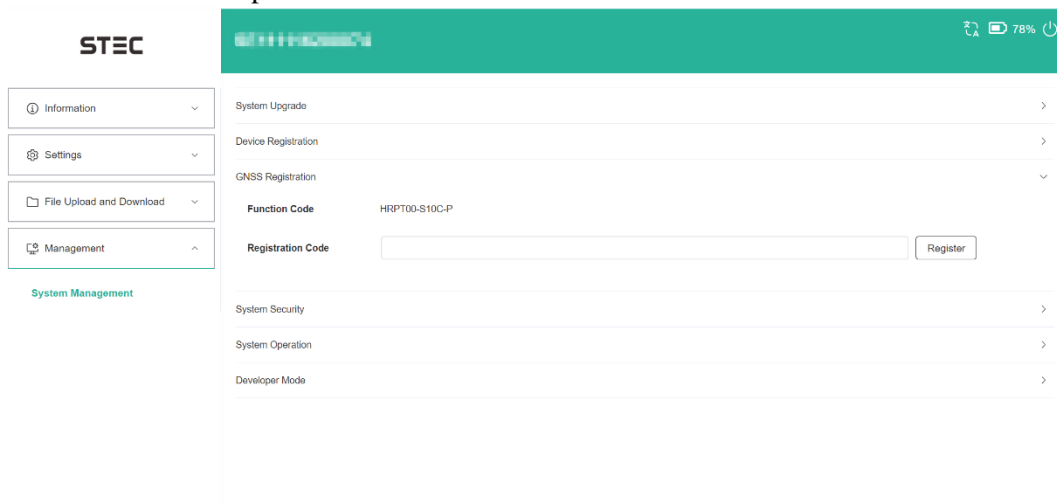 STEC
78%
Information
Settings
File Upload and Download
Management
System Management
System Upgrade
Device Registration
GNSS Registration
Function Code HRPT00-S10C-P
Registration Code Register
System Security
System Operation
Developer Mode